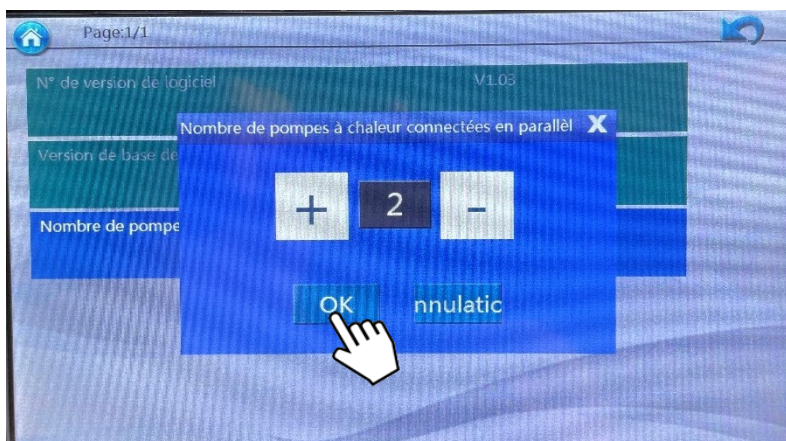 Page:1/1
N° de version de logiciel V1.03
Nombre de pompes à chaleur connectées en parallèl X
Version de base de
+ 2 -
Nombre de pompe
OK nnulatic